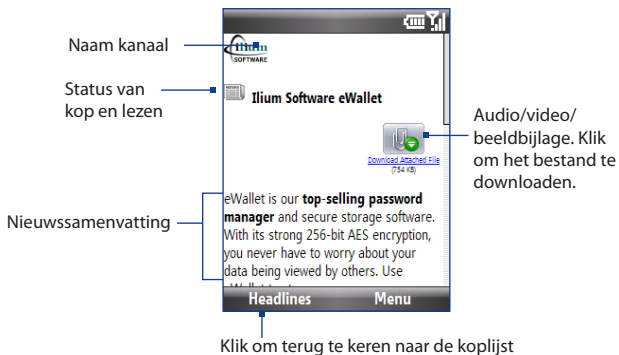 Naam kanaal
ilium
SOFTWARE
Status van
kop en lezen
Ilium Software eWallet
Audio/video/
beeldbijlage. Klik
om het bestand te
downloaden.
Download Attached File
(754 KB)
Nieuwssamenvatting
eWallet is our top-selling password
manager and secure storage software.
With its strong 256-bit AES encryption,
you never have to worry about your
data being viewed by others. Use
Headlines
Menu
Klik om terug te keren naar de koplijst